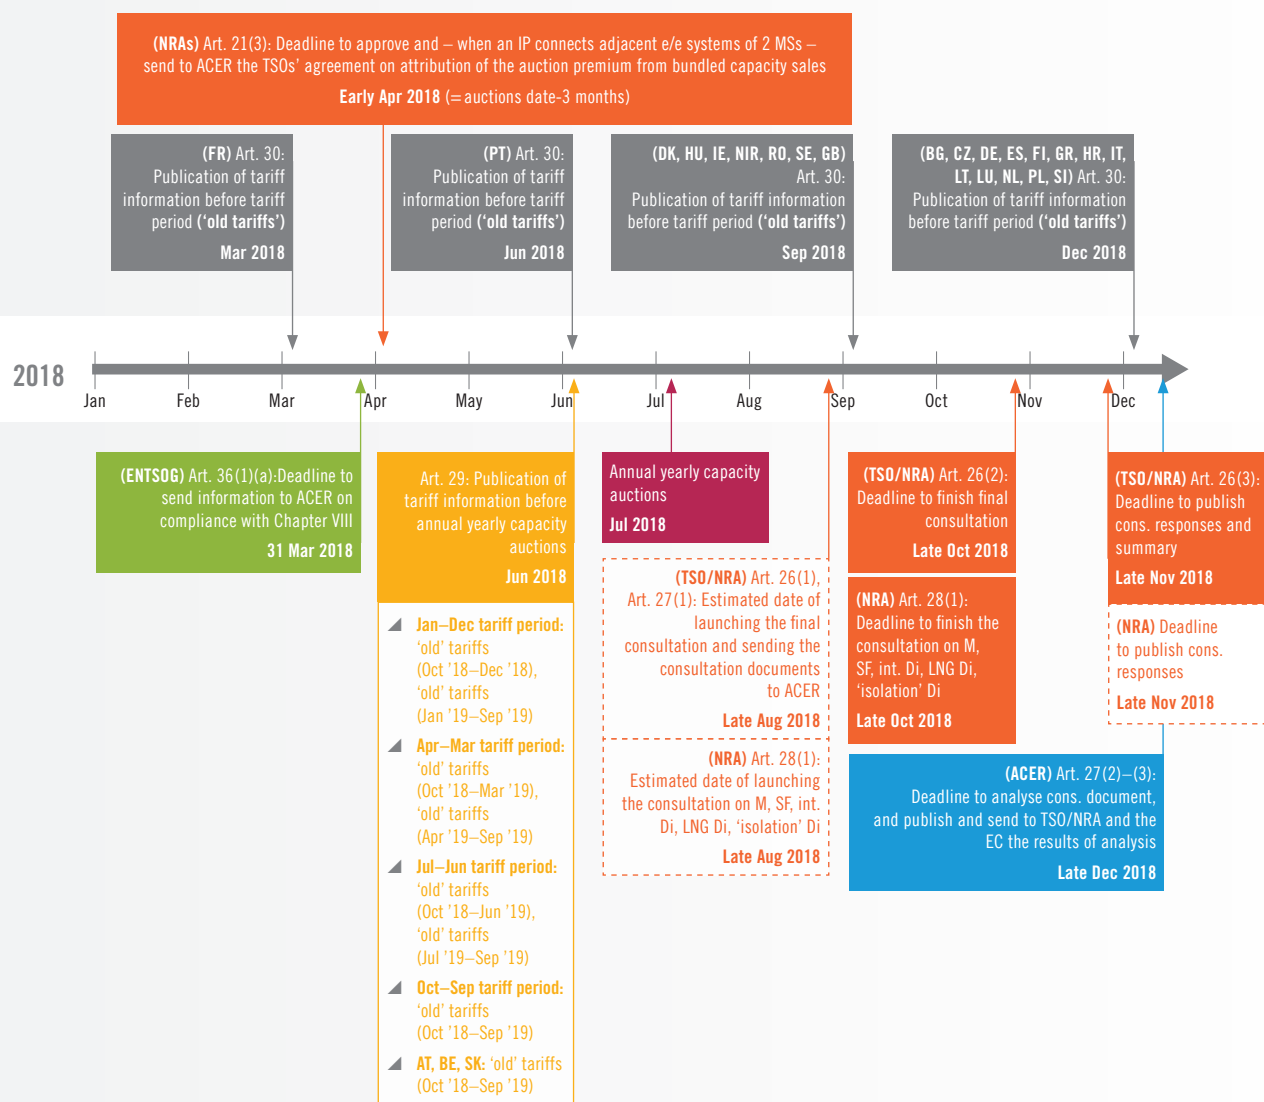 (NRAs) Art. 21(3): Deadline to approve and – when an IP connects adjacent e/e systems of 2 MSs –
send to ACER the TSOs’ agreement on attribution of the auction premium from bundled capacity sales
Early Apr 2018 (= auctions date-3 months)
(FR) Art. 30:
Publication of tariff
information before tariff
period (‘old tariffs’)
Mar 2018
(PT) Art. 30:
Publication of tariff
information before tariff
period (‘old tariffs’)
Jun 2018
(DK, HU, IE, NIR, RO, SE, GB)
Art. 30:
Publication of tariff information
before tariff period (‘old tariffs’)
Sep 2018
(BG, CZ, DE, ES, FI, GR, HR, IT,
LT, LU, NL, PL, SI) Art. 30:
Publication of tariff information
before tariff period (‘old tariffs’)
Dec 2018
2018
Jan Feb Mar Apr May Jun Jul Aug Sep Oct Nov Dec
(ENTSOG) Art. 36(1)(a):Deadline to
send information to ACER on
compliance with Chapter VIII
31 Mar 2018
Art. 29: Publication of
tariff information before
annual yearly capacity
auctions
Jun 2018
Jan–Dec tariff period:
‘old’ tariffs
(Oct ’18–Dec ’18),
‘old’ tariffs
(Jan ’19–Sep ’19)
Apr–Mar tariff period:
‘old’ tariffs
(Oct ’18–Mar ’19),
‘old’ tariffs
(Apr ’19–Sep ’19)
Jul–Jun tariff period:
‘old’ tariffs
(Oct ’18–Jun ’19),
‘old’ tariffs
(Jul ’19–Sep ’19)
Oct–Sep tariff period:
‘old’ tariffs
(Oct ’18–Sep ’19)
AT, BE, SK: ‘old’ tariffs
(Oct ’18–Sep ’19)
Annual yearly capacity
auctions
Jul 2018
(TSO/NRA) Art. 26(1),
Art. 27(1): Estimated date of
launching the final
consultation and sending the
consultation documents
to ACER
Late Aug 2018
(NRA) Art. 28(1):
Estimated date of launching
the consultation on M, SF, int.
Di, LNG Di, ‘isolation’ Di
Late Aug 2018
(TSO/NRA) Art. 26(2):
Deadline to finish final
consultation
Late Oct 2018
(NRA) Art. 28(1):
Deadline to finish the
consultation on M,
SF, int. Di, LNG Di,
‘isolation’ Di
Late Oct 2018
(TSO/NRA) Art. 26(3):
Deadline to publish
cons. responses and
summary
Late Nov 2018
(NRA) Deadline
to publish cons.
responses
Late Nov 2018
(ACER) Art. 27(2)–(3):
Deadline to analyse cons. document,
and publish and send to TSO/NRA and the
EC the results of analysis
Late Dec 2018